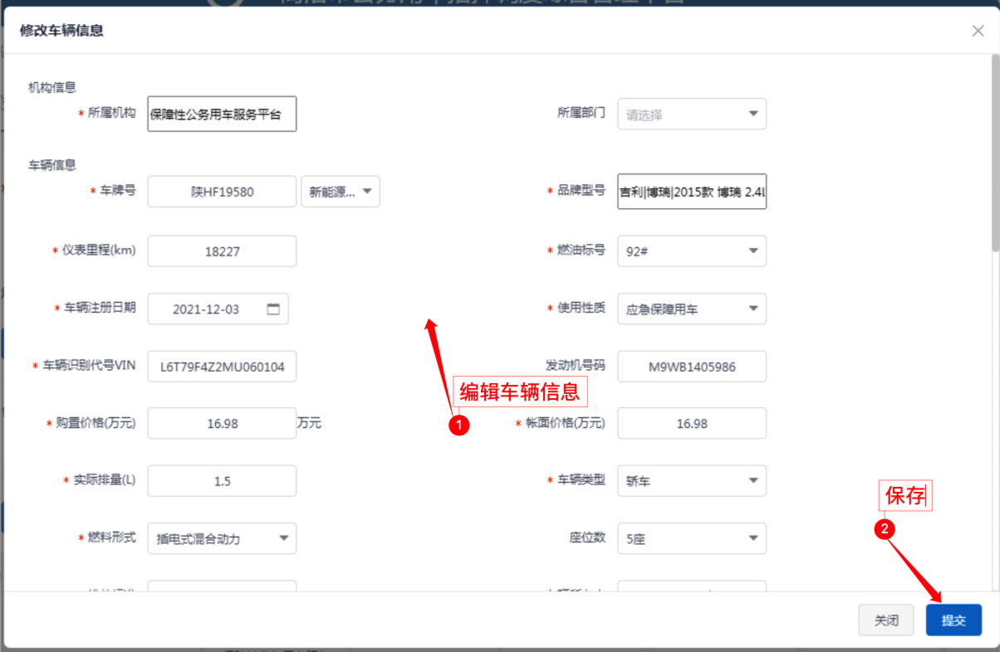 修改车辆信息
机构信息
* 所属机构 保障性公务用车服务平台 所属部门 请选择
车辆信息
* 车牌号 陕HF19580 新能源... * 品牌型号 吉利|博瑞|2015款 博瑞 2.4L
* 仪表里程(km) 18227 * 燃油标号 92#
* 车辆注册日期 2021-12-03 * 使用性质 应急保障用车
* 车辆识别代号VIN L6T79F4Z2MU060104 发动机号码 M9WB1405986
编辑车辆信息
1
* 购置价格(万元) 16.98 万元 * 帐面价格(万元) 16.98
* 实际排量(L) 1.5 * 车辆类型 轿车
保存
2
* 燃料形式 插电式混合动力 座位数 5座
关闭 提交